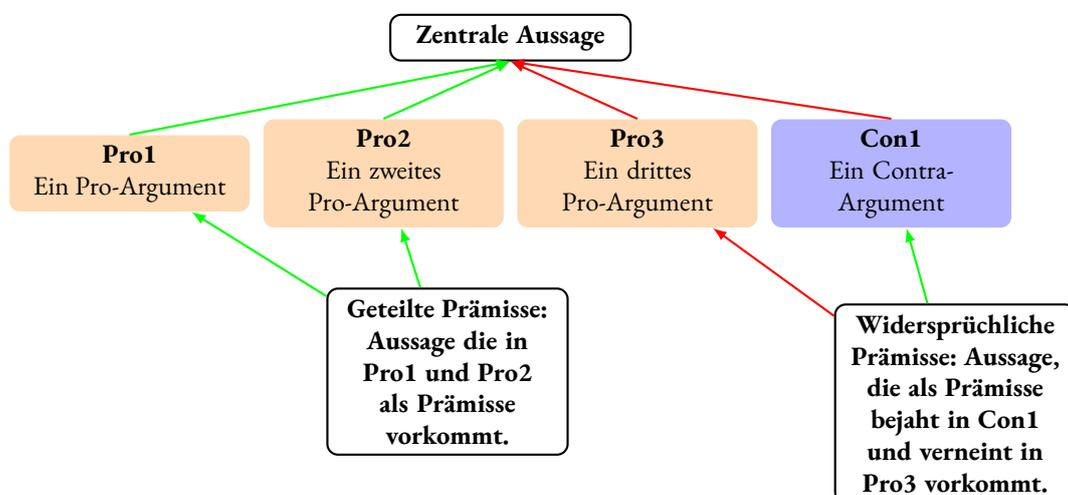 Zentrale Aussage
Pro1
Ein Pro-Argument
Pro2
Ein zweites
Pro-Argument
Pro3
Ein drittes
Pro-Argument
Con1
Ein Contra-
Argument
Geteilte Prämisse:
Aussage die in
Pro1 und Pro2
als Prämisse
vorkommt.
Widersprüchliche
Prämisse: Aussage,
die als Prämisse
bejaht in Con1
und verneint in
Pro3 vorkommt.